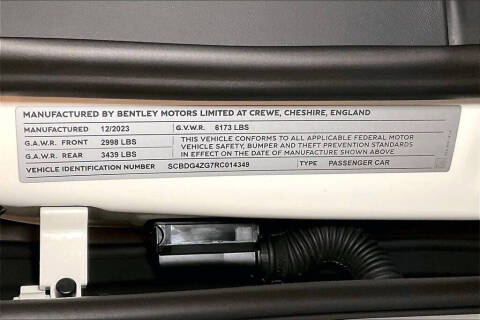 MANUFACTURED BY BENTLEY MOTORS LIMITED AT CREWE, CHESHIRE, ENGLAND
MANUFACTURED 12/2023 G.V.W.R. 6173 LBS
G.A.W.R. FRONT 2998 LBS
G.A.W.R. REAR 3439 LBS
THIS VEHICLE CONFORMS TO ALL APPLICABLE FEDERAL MOTOR
VEHICLE SAFETY, BUMPER AND THEFT PREVENTION STANDARDS
IN EFFECT ON THE DATE OF MANUFACTURE SHOWN ABOVE
VEHICLE IDENTIFICATION NUMBER SCBDG4ZG7RC014349 TYPE PASSENGER CAR